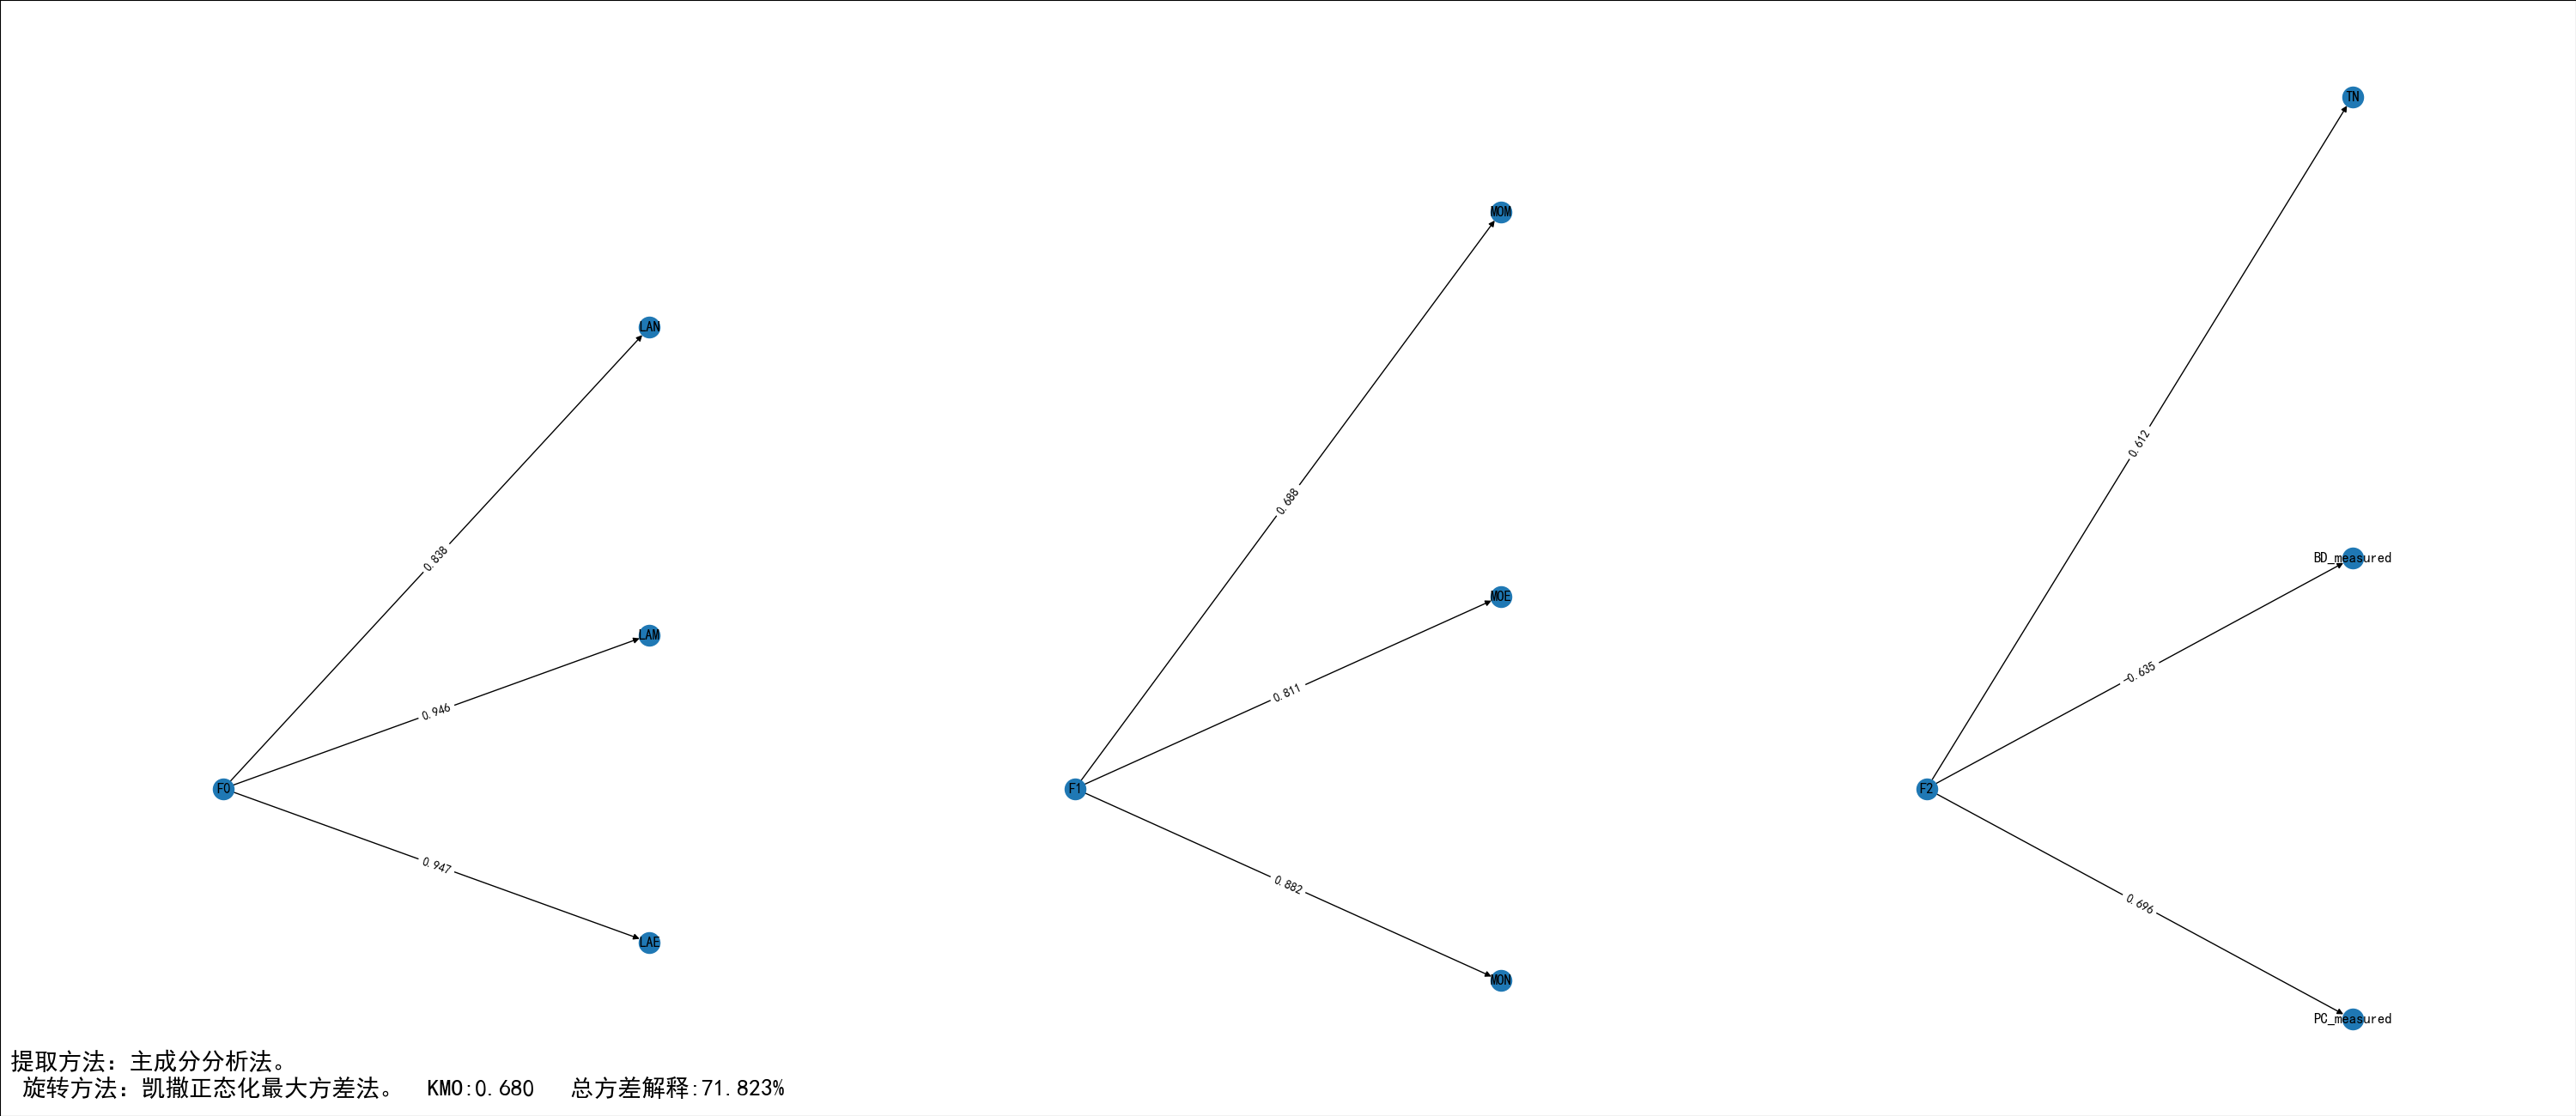 TN
MOM
LAN
0.612
0.688
BD_measured
0.838
MOE
LAM
-0.635
0.811
0.946
F0
F1
F2
0.947
0.882
0.696
LAE
MON
PC_measured
提取方法：主成分分析法。
旋转方法：凯撒正态化最大方差法。 KMO:0.680 总方差解释:71.823%